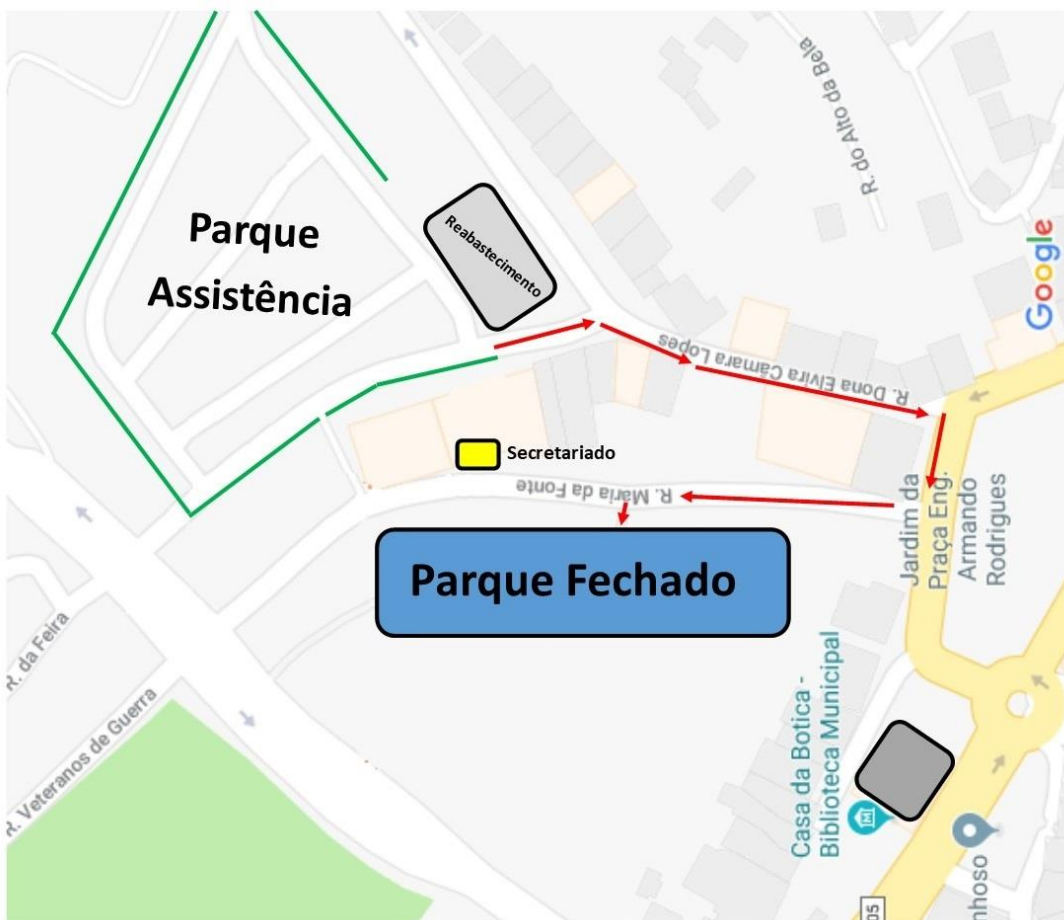 Parque
Assistência
Reabastecimento
R. do Alto da Bela
Google
R. Dona Elvira Câmara Lopes
Secretariado
R. Maria da Fonte
Jardim da
Praça Eng.
Armando
Rodrigues
Parque Fechado
R. da Feira
R. Veteranos de Guerra
Casa da Botica -
Biblioteca Municipal
nhoso
05